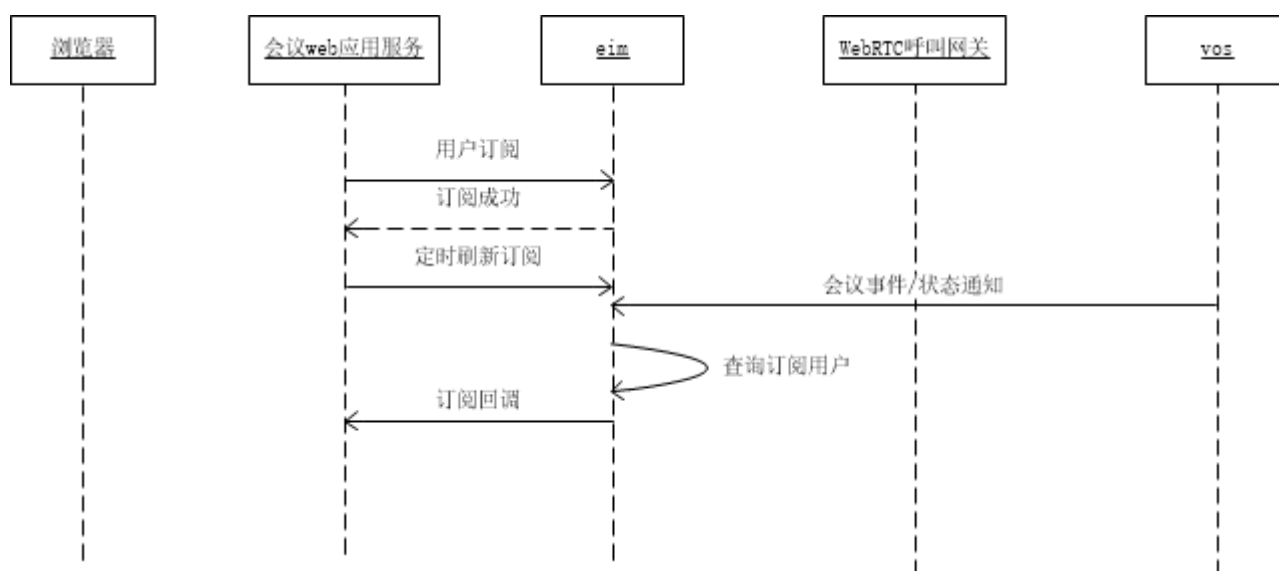 浏览器
会议web应用服务
eim
WebRTC呼叫网关
vos
用户订阅
订阅成功
定时刷新订阅
会议事件/状态通知
查询订阅用户
订阅回调